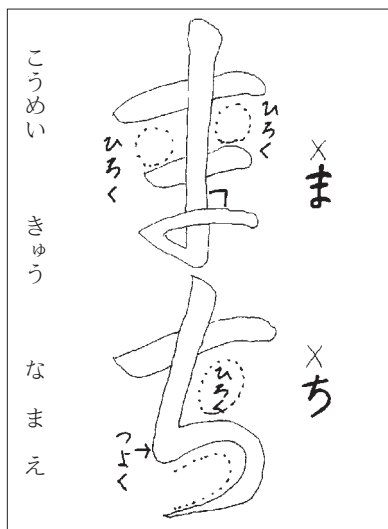 × ま
ひろく
ま
ひろく
× ち
ち
ひろく
つよく
こうめい きゅう なまえ